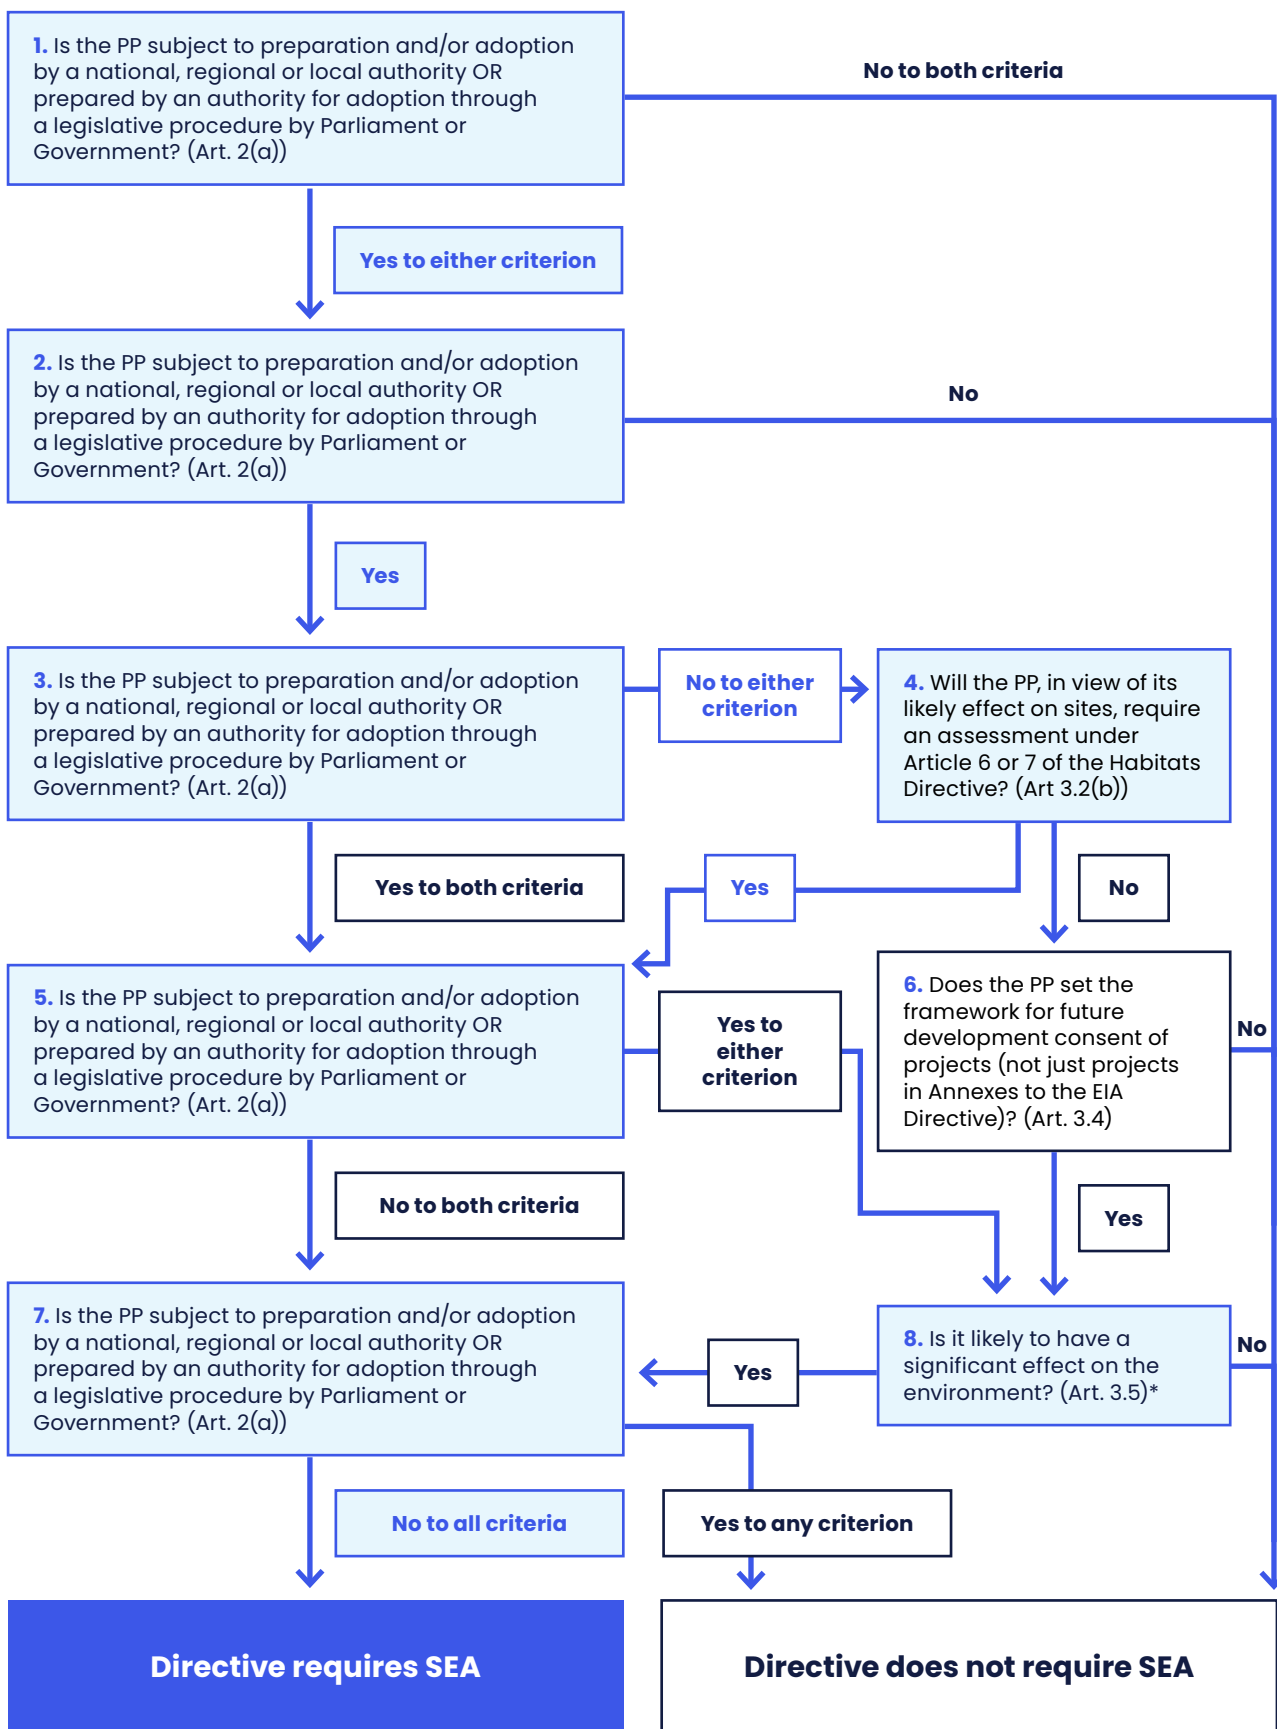 1. Is the PP subject to preparation and/or adoption
by a national, regional or local authority OR
prepared by an authority for adoption through
a legislative procedure by Parliament or
Government? (Art. 2(a))
No to both criteria
Yes to either criterion
2. Is the PP subject to preparation and/or adoption
by a national, regional or local authority OR
prepared by an authority for adoption through
a legislative procedure by Parliament or
Government? (Art. 2(a))
No
Yes
3. Is the PP subject to preparation and/or adoption
by a national, regional or local authority OR
prepared by an authority for adoption through
a legislative procedure by Parliament or
Government? (Art. 2(a))
No to either
criterion
4. Will the PP, in view of its
likely effect on sites, require
an assessment under
Article 6 or 7 of the Habitats
Directive? (Art 3.2(b))
Yes to both criteria
Yes
No
5. Is the PP subject to preparation and/or adoption
by a national, regional or local authority OR
prepared by an authority for adoption through
a legislative procedure by Parliament or
Government? (Art. 2(a))
Yes to
either
criterion
6. Does the PP set the
framework for future
development consent of
projects (not just projects
in Annexes to the EIA
Directive)? (Art. 3.4)
No
No to both criteria
Yes
7. Is the PP subject to preparation and/or adoption
by a national, regional or local authority OR
prepared by an authority for adoption through
a legislative procedure by Parliament or
Government? (Art. 2(a))
Yes
8. Is it likely to have a
significant effect on the
environment? (Art. 3.5)*
No
No to all criteria
Yes to any criterion
Directive requires SEA
Directive does not require SEA